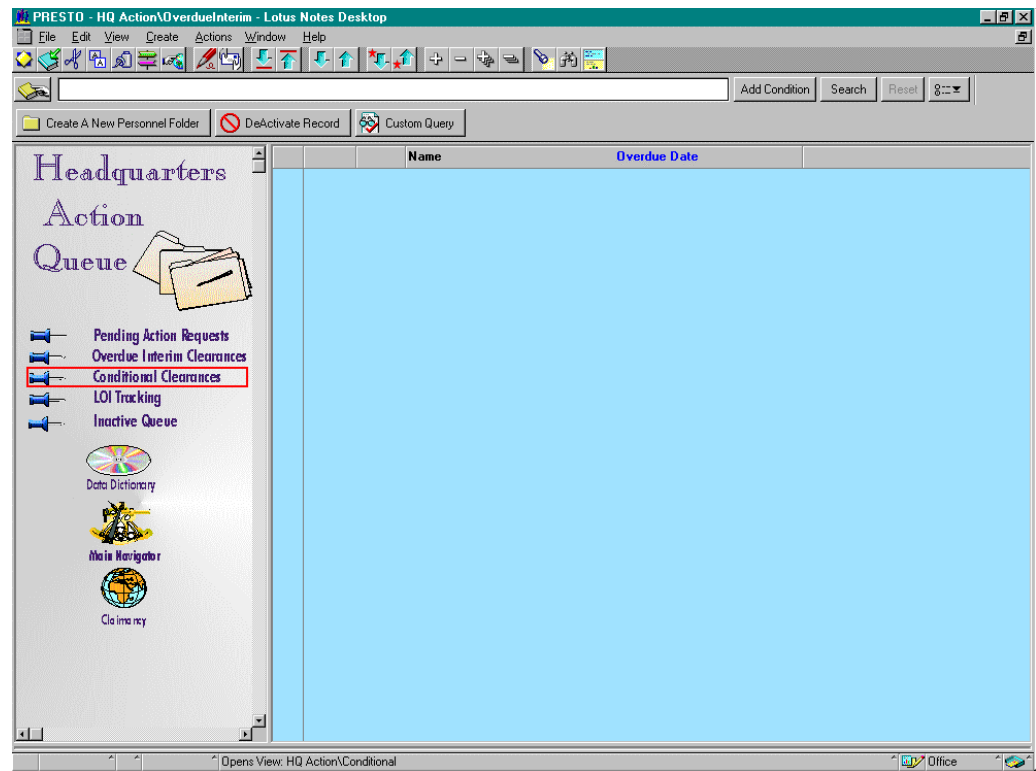 PRESTO - HQ Action\OverdueInterim - Lotus Notes Desktop
File Edit View Create Actions Window Help
Add Condition Search Reset
Create A New Personnel Folder DeActivate Record Custom Query
Name Overdue Date
Headquarters
Action
Queue
Pending Action Requests
Overdue Interim Clearances
Conditional Clearances
LOI Tracking
Inactive Queue
Data Dictionary
Main Navigator
Claimancy
Opens View: HQ Action\Conditional Office